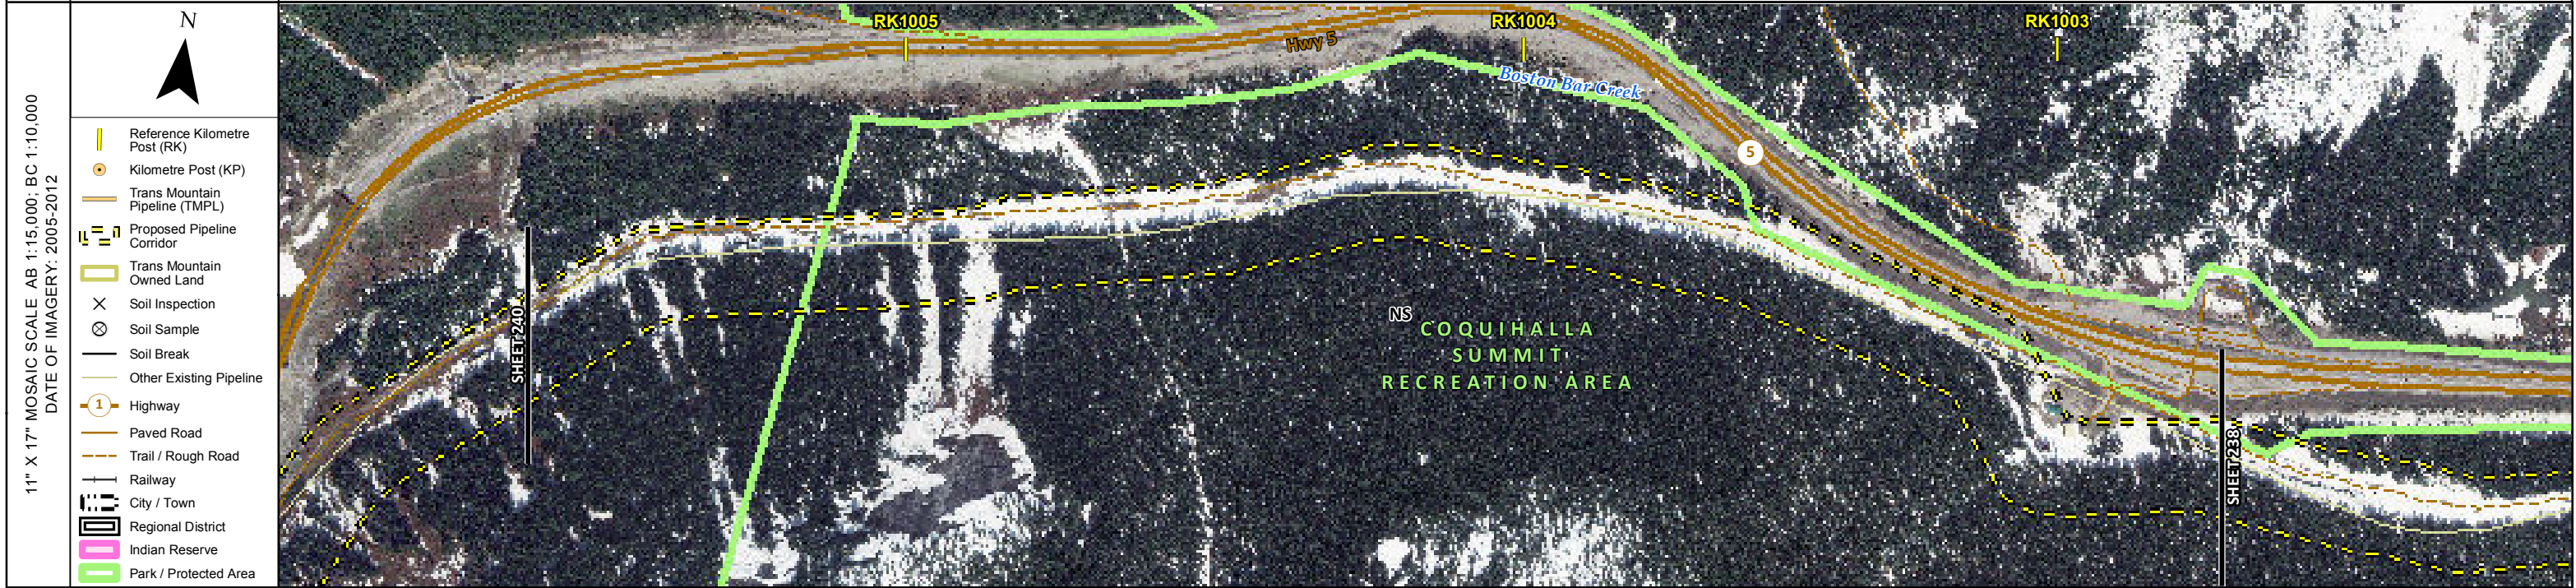 11" X 17" MOSAIC SCALE  AB 1:15,000; BC 1:10,000
DATE OF IMAGERY: 2005-2012
N
Reference Kilometre
Post (RK)
Kilometre Post (KP)
Trans Mountain
Pipeline (TMPL)
Proposed Pipeline
Corridor
Trans Mountain
Owned Land
Soil Inspection
Soil Sample
Soil Break
Other Existing Pipeline
1 Highway
Paved Road
Trail / Rough Road
Railway
City / Town
Regional District
Indian Reserve
Park / Protected Area
RK1005
RK1004
RK1003
Hwy 5
Boston Bar Creek
5
SHEET 240
NS
COQUIHALLA
SUMMIT
RECREATION AREA
SHEET 238